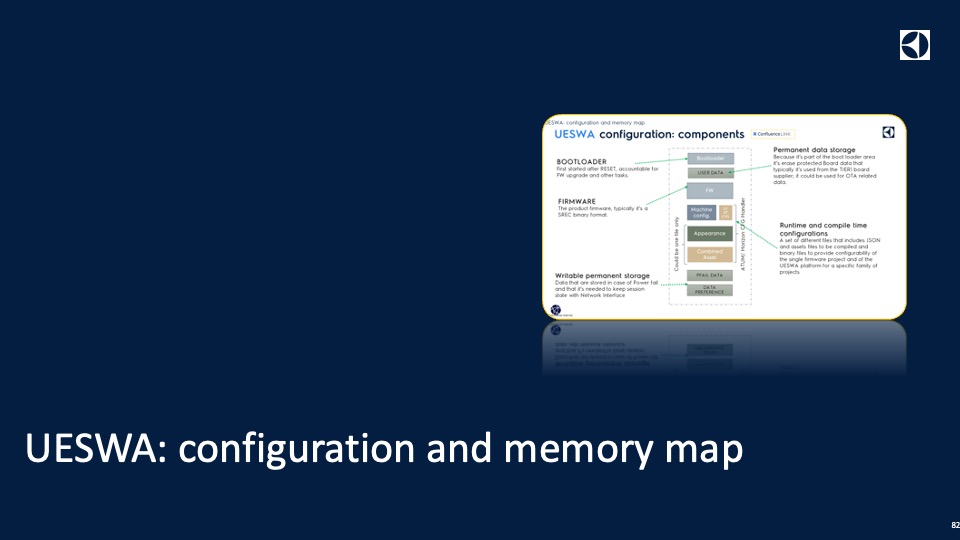 UESWA: configuration and memory map
UESWA configuration: components
Confluence LINK
BOOTLOADER
First started after RESET, accountable for
FW upgrade and other tasks.
FIRMWARE
The product firmware, typically it's a
SREC binary format.
Writable permanent storage
Data that are stored in case of Power fail
and that it's needed to keep session
state with Network Interface
Bootloader
USER DATA
FW
Machine
config.
Appearance
Combined
Asset
PFAIL DATA
DATA
PREFERENCE
Could be one file only
Permanent data storage
Because it's part of the boot loader area
it's erase protected Board data that
typically it's used from the TIER1 board
supplier; it could be used for OTA related
data.
Runtime and compile time
configurations
A set of different files that includes JSON
and assets files to be compiled and
binary files to provide configurability of
the single firmware project and of the
UESWA platform for a specific family of
projects
UESWA: configuration and memory map
82